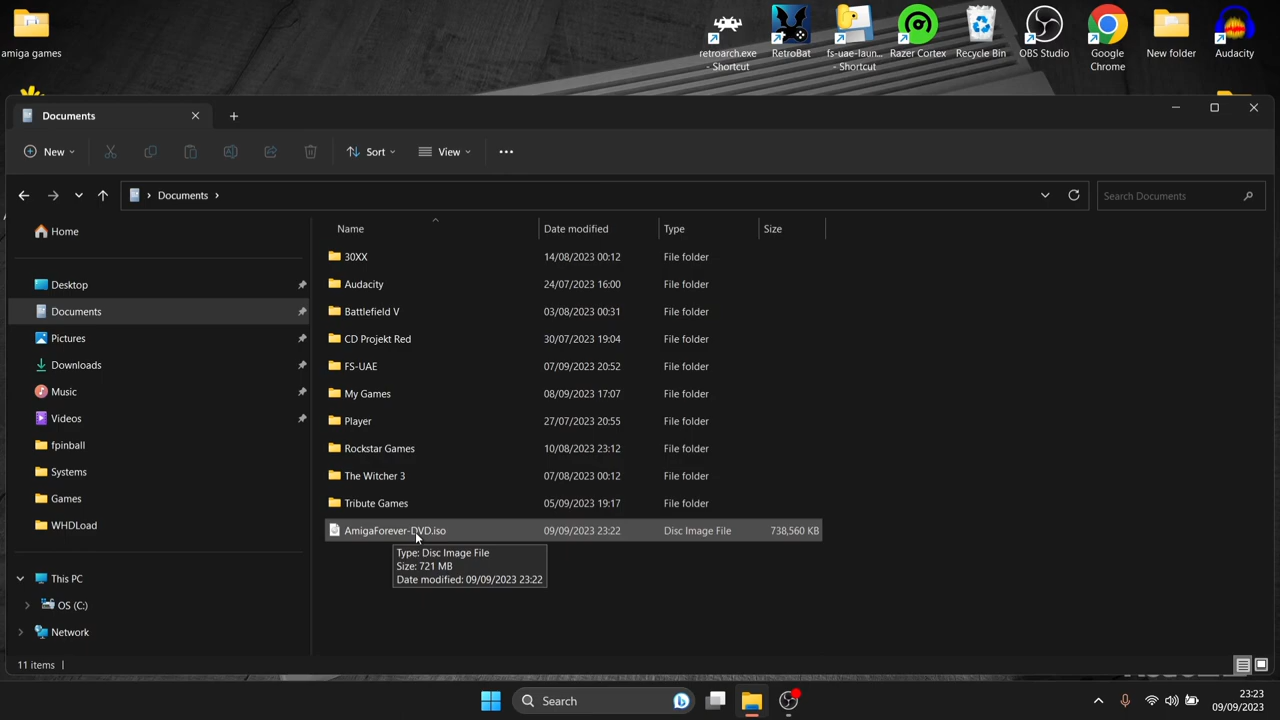 amiga games
retroarch.exe - Shortcut
RetroBat
fs-uae-laun... - Shortcut
Razer Cortex
Recycle Bin
OBS Studio
Google Chrome
New folder
Audacity
Documents
New
Sort
View
Documents
Search Documents
Home
Desktop
Documents
Pictures
Downloads
Music
Videos
fpinball
Systems
Games
WHDLoad
This PC
OS (C:)
Network
Name Date modified Type Size
30XX 14/08/2023 00:12 File folder
Audacity 24/07/2023 16:00 File folder
Battlefield V 03/08/2023 00:31 File folder
CD Projekt Red 30/07/2023 19:04 File folder
FS-UAE 07/09/2023 20:52 File folder
My Games 08/09/2023 17:07 File folder
Player 27/07/2023 20:55 File folder
Rockstar Games 10/08/2023 23:12 File folder
The Witcher 3 07/08/2023 00:12 File folder
Tribute Games 05/09/2023 19:17 File folder
AmigaForever-DVD.iso 09/09/2023 23:22 Disc Image File 738,560 KB
Type: Disc Image File
Size: 721 MB
Date modified: 09/09/2023 23:22
11 items
Search
23:23
09/09/2023